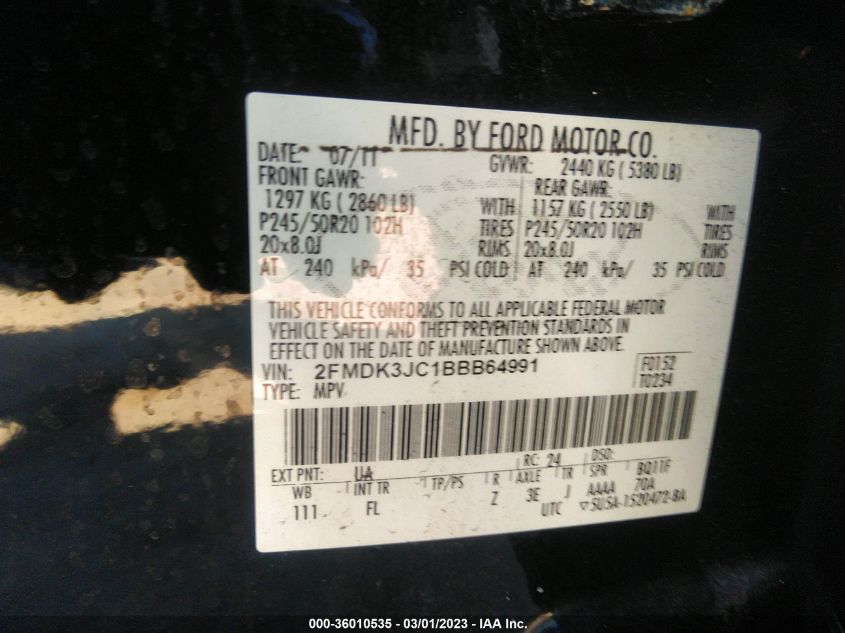 MFD. BY FORD MOTOR CO.
DATE: 07/11 GVWR: 2440 KG ( 5380 LB)
FRONT GAWR: REAR GAWR:
1297 KG ( 2860 LB) WITH 1157 KG ( 2550 LB) WITH
P245/50R20 102H TIRES P245/50R20 102H TIRES
20x8.0J RIMS 20x8.0J RIMS
AT 240 kPa/ 35 PSI COLD AT 240 kPa/ 35 PSI COLD
THIS VEHICLE CONFORMS TO ALL APPLICABLE FEDERAL MOTOR
VEHICLE SAFETY AND THEFT PREVENTION STANDARDS IN
EFFECT ON THE DATE OF MANUFACTURE SHOWN ABOVE.
VIN: 2FMDK3JC1BBB64991 F0152
TYPE: MPV T0234
EXT PNT: UA RC: 24 DSO:
WB INT TR TP/PS R AXLE TR SPR BQ11F
111 FL Z 3E J AAAA 70A
UTC ▽5U5A-1520472-BA
000-36010535 - 03/01/2023 - IAA Inc.